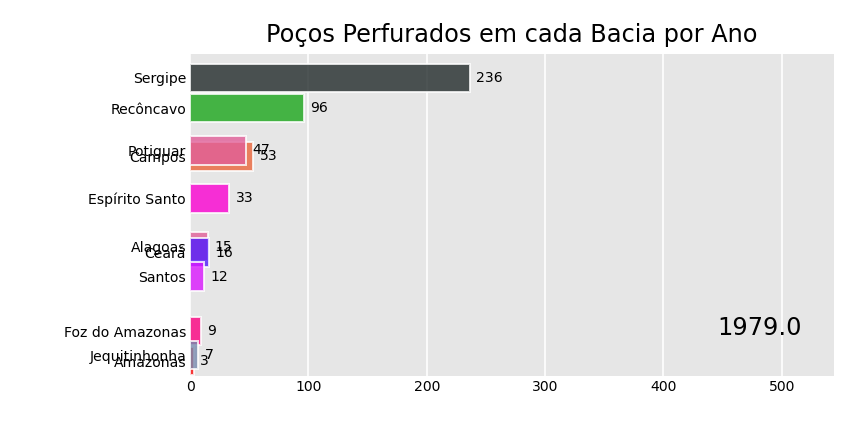 Poços Perfurados em cada Bacia por Ano
Sergipe 236
Recôncavo 96
Potiguar 47
Campos 53
Espírito Santo 33
Alagoas 15
Ceará 16
Santos 12
Foz do Amazonas 9
1979.0
Jequitinhonha 7
Amazonas 3
0 100 200 300 400 500